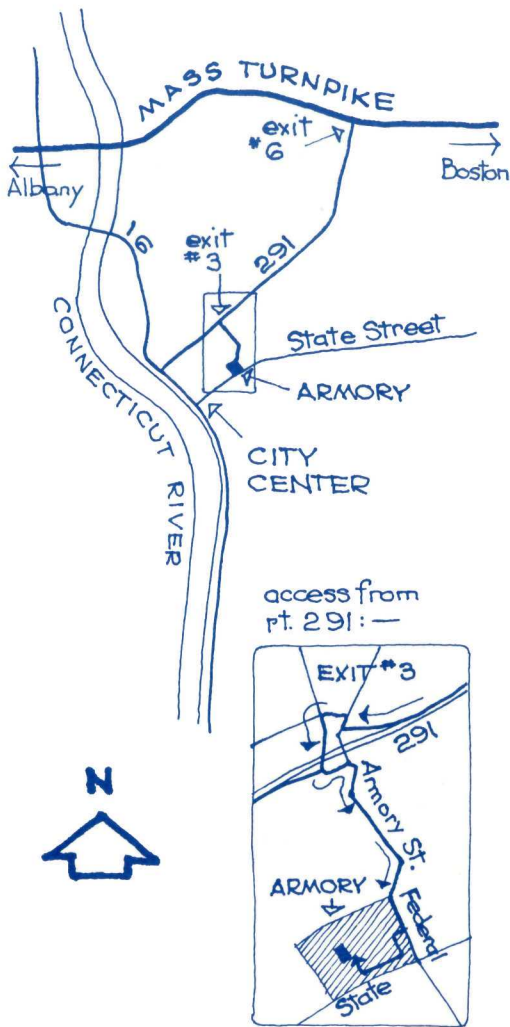 MASS TURNPIKE
exit
#6
Albany
Boston
16
exit
#3
291
State Street
CONNECTICUT RIVER
ARMORY
CITY
CENTER
access from
rt. 291:—
EXIT #3
291
Armory St.
ARMORY
Federal
State
N